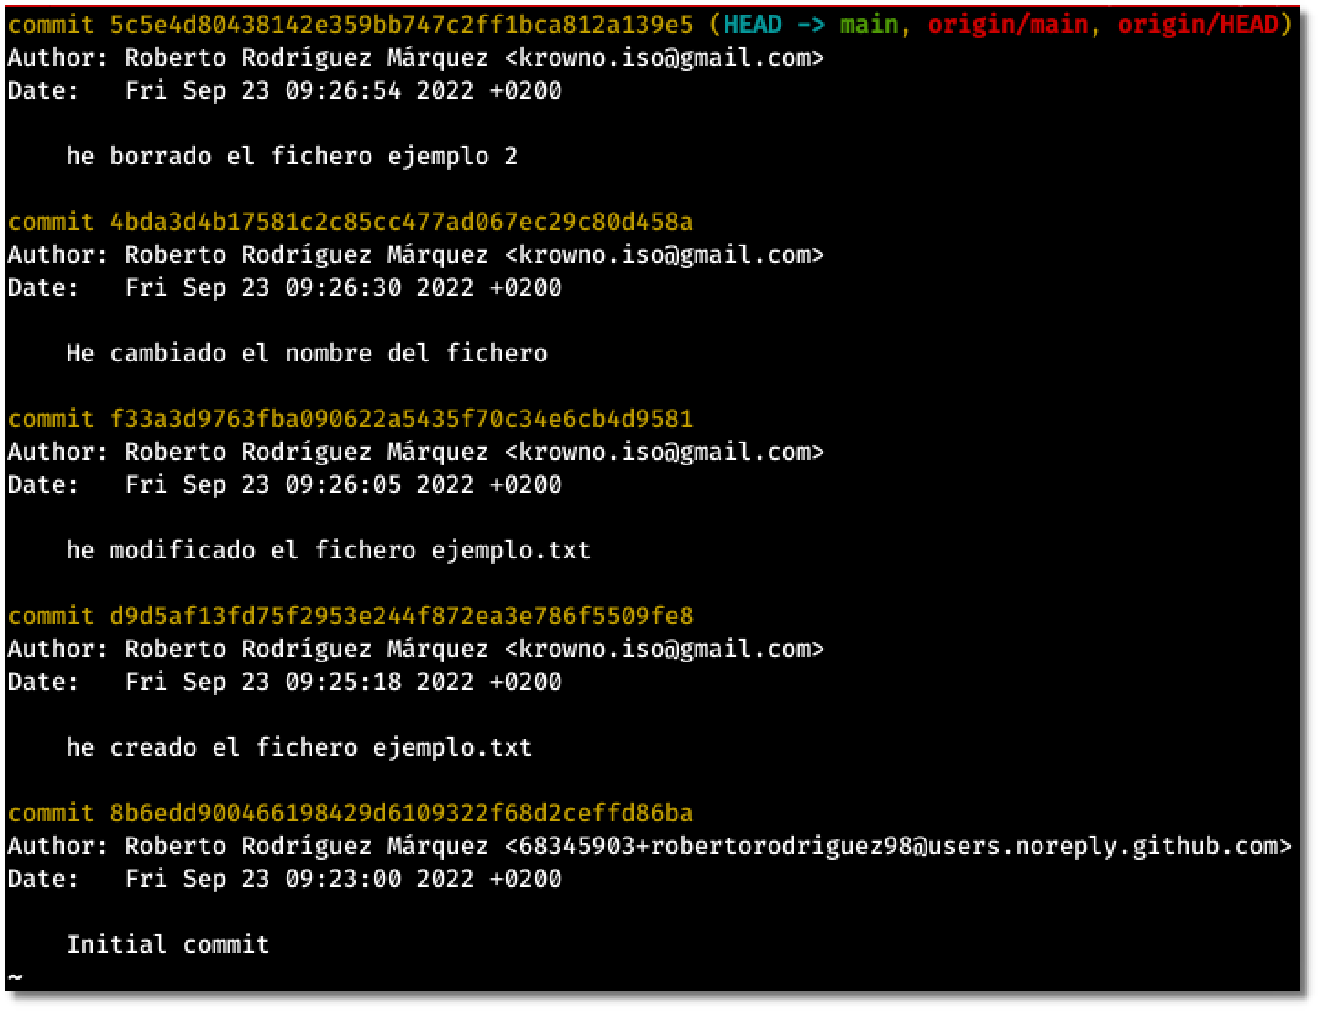 commit 5c5e4d80438142e359bb747c2ff1bca812a139e5 (HEAD -> main, origin/main, origin/HEAD)
Author: Roberto Rodríguez Márquez <krowno.iso@gmail.com>
Date:   Fri Sep 23 09:26:54 2022 +0200
he borrado el fichero ejemplo 2
commit 4bda3d4b17581c2c85cc477ad067ec29c80d458a
Author: Roberto Rodríguez Márquez <krowno.iso@gmail.com>
Date:   Fri Sep 23 09:26:30 2022 +0200
He cambiado el nombre del fichero
commit f33a3d9763fba090622a5435f70c34e6cb4d9581
Author: Roberto Rodríguez Márquez <krowno.iso@gmail.com>
Date:   Fri Sep 23 09:26:05 2022 +0200
he modificado el fichero ejemplo.txt
commit d9d5af13fd75f2953e244f872ea3e786f5509fe8
Author: Roberto Rodríguez Márquez <krowno.iso@gmail.com>
Date:   Fri Sep 23 09:25:18 2022 +0200
he creado el fichero ejemplo.txt
commit 8b6edd900466198429d6109322f68d2ceffd86ba
Author: Roberto Rodríguez Márquez <68345903+robertorodriguez98@users.noreply.github.com>
Date:   Fri Sep 23 09:23:00 2022 +0200
Initial commit
~